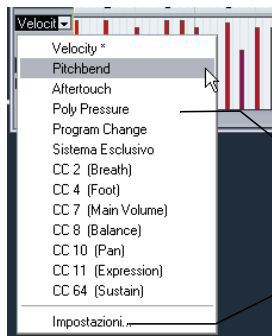 Velocit
Velocity *
Pitchbend
Aftertouch
Poly Pressure
Program Change
Sistema Esclusivo
CC 2 (Breath)
CC 4 (Foot)
CC 7 (Main Volume)
CC 8 (Balance)
CC 10 (Pan)
CC 11 (Expression)
CC 64 (Sustain)
Impostazioni...